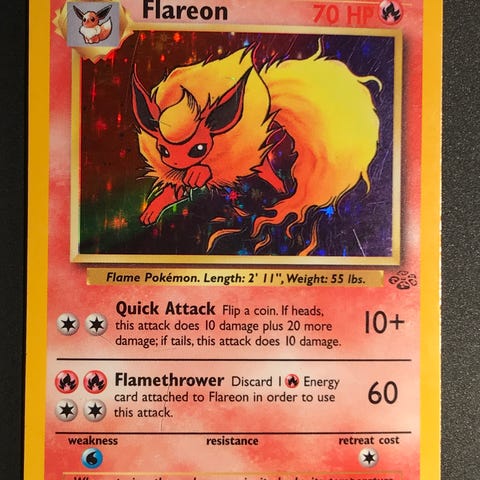 Flareon
70 HP
Flame Pokémon. Length: 2' 11", Weight: 55 lbs.
Quick Attack Flip a coin. If heads,
this attack does 10 damage plus 20 more
damage; if tails, this attack does 10 damage.
10+
Flamethrower Discard 1 Energy
card attached to Flareon in order to use
this attack.
60
weakness resistance retreat cost